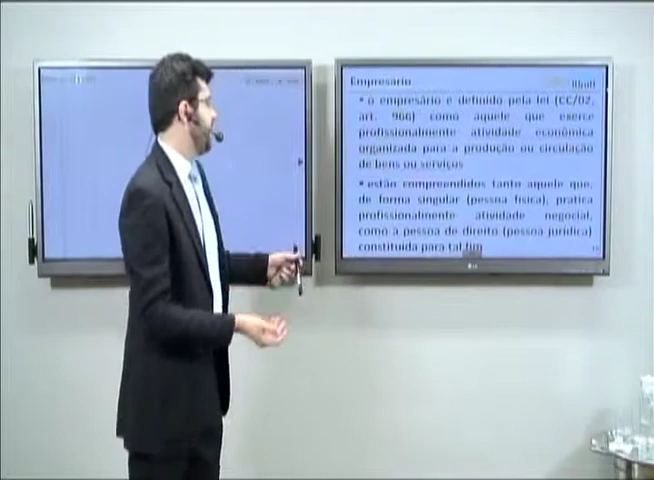 Empresário
• o empresário é definido pela lei (CC/02,
art. 966) como aquele que exerce
profissionalmente atividade econômica
organizada para a produção ou circulação
de bens ou serviços
• estão compreendidos tanto aquele que,
de forma singular (pessoa física), pratica
profissionalmente atividade negocial,
como a pessoa de direito (pessoa jurídica)
constituída para tal fim
LG